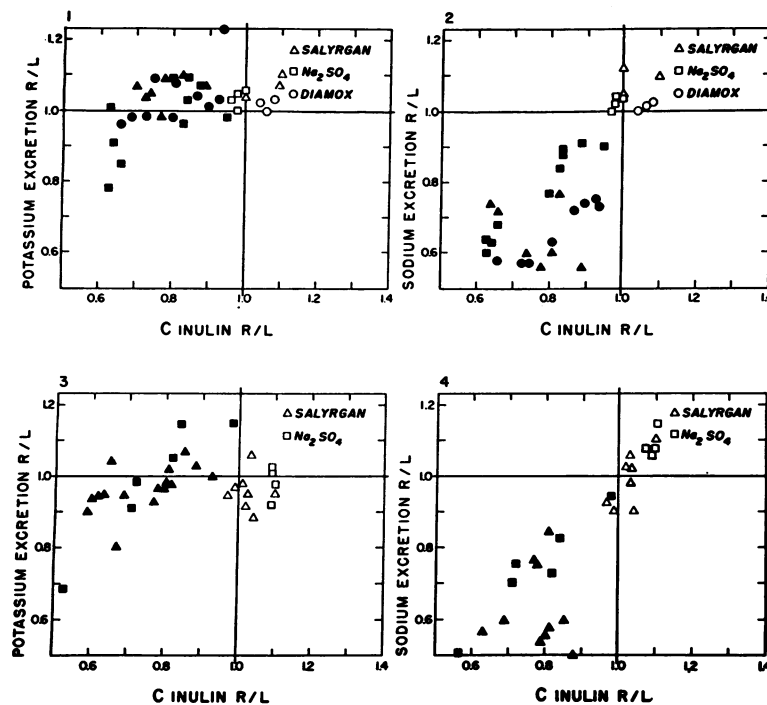 1
POTASSIUM EXCRETION R/L
1.2
1.0
0.8
0.6
△ SALYRGAN
□ Na₂SO₄
○ DIAMOX
0.6 0.8 1.0 1.2 1.4
C INULIN R/L
2
SODIUM EXCRETION R/L
1.2
1.0
0.8
0.6
△ SALYRGAN
□ Na₂SO₄
○ DIAMOX
0.6 0.8 1.0 1.2 1.4
C INULIN R/L
3
POTASSIUM EXCRETION R/L
1.2
1.0
0.8
0.6
△ SALYRGAN
□ Na₂SO₄
0.6 0.8 1.0 1.2 1.4
C INULIN R/L
4
SODIUM EXCRETION R/L
1.2
1.0
0.8
0.6
△ SALYRGAN
□ Na₂SO₄
0.6 0.8 1.0 1.2 1.4
C INULIN R/L